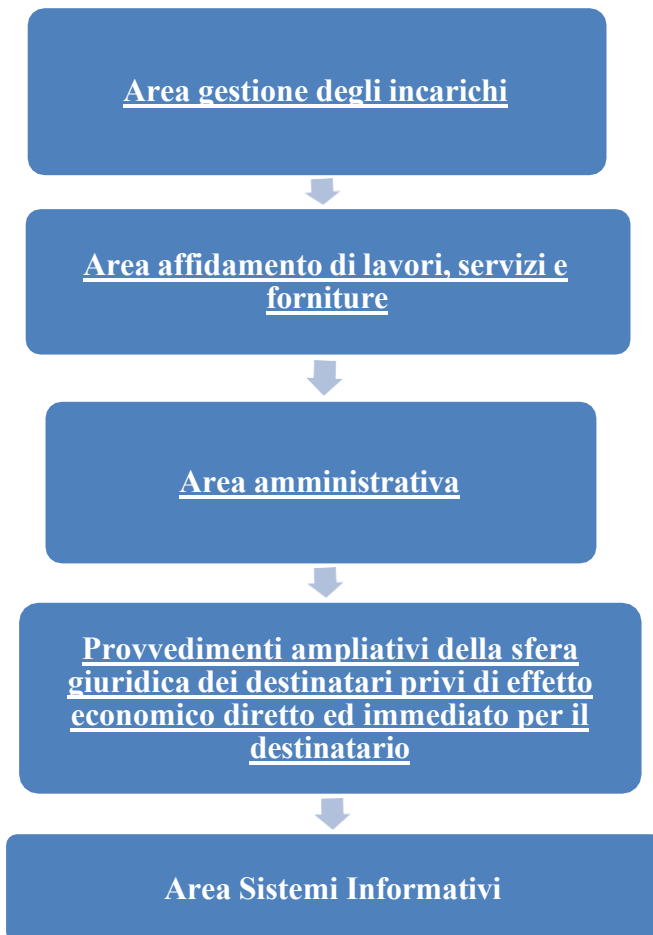 Area gestione degli incarichi
Area affidamento di lavori, servizi e
forniture
Area amministrativa
Provvedimenti ampliativi della sfera
giuridica dei destinatari privi di effetto
economico diretto ed immediato per il
destinatario
Area Sistemi Informativi